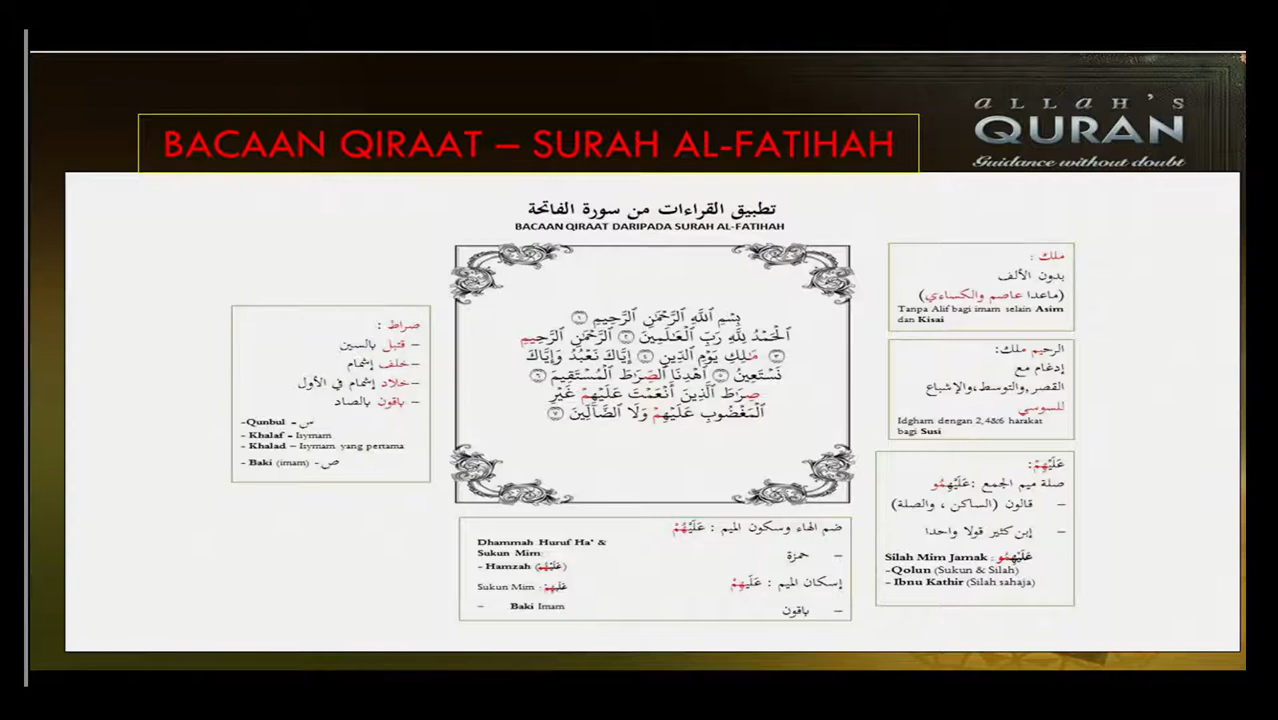 aLLaH'S
QURAN
Guidance without doubt
BACAAN QIRAAT – SURAH AL-FATIHAH
تطبيق القراءات من سورة الفاتحة
BACAAN QIRAAT DARIPADA SURAH AL-FATIHAH
بِسْمِ اللَّهِ الرَّحْمَٰنِ الرَّحِيمِ ١
الْحَمْدُ لِلَّهِ رَبِّ الْعَالَمِينَ ٢ الرَّحْمَٰنِ الرَّحِيمِ
٣ مَالِكِ يَوْمِ الدِّينِ ٤ إِيَّاكَ نَعْبُدُ وَإِيَّاكَ
نَسْتَعِينُ ٥ اهْدِنَا الصِّرَاطَ الْمُسْتَقِيمَ ٦
صِرَاطَ الَّذِينَ أَنْعَمْتَ عَلَيْهِمْ غَيْرِ
الْمَغْضُوبِ عَلَيْهِمْ وَلَا الضَّالِّينَ ٧
ملك :
بدون الألف
(ماعدا عاصم والكساءي)
Tanpa Alif bagi imam selain Asim
dan Kisai
الرحيم ملك:
إدغام مع
القصر,والتوسط,والإشباع
للسوسي
Idgham dengan 2,4&6 harakat
bagi Susi
عَلَيْهِمْ:
صلة ميم الجمع :عَلَيْهِمُو
– قالون (الساكن ، والصلة)
– إبن كثير قولا واحدا
Silah Mim Jamak : عَلَيْهِمُو
-Qolun (Sukun & Silah)
- Ibnu Kathir (Silah sahaja)
صراط :
– قنبل بالسين
–خلف إشمام
–خلاد إشمام في الأول
– باقون بالصاد
-Qunbul - س
- Khalaf - Isymam
- Khalad – Isymam yang pertama
- Baki (imam) - ص
ضم الهاء وسكون الميم : عَلَيْهُمْ
– حمزة
إسكان الميم : عَلَيهِمْ
– باقون
Dhammah Huruf Ha' &
Sukun Mim:
- Hamzah (عَلَيْهُمْ)
Sukun Mim : عَلَيهِمْ
– Baki Imam